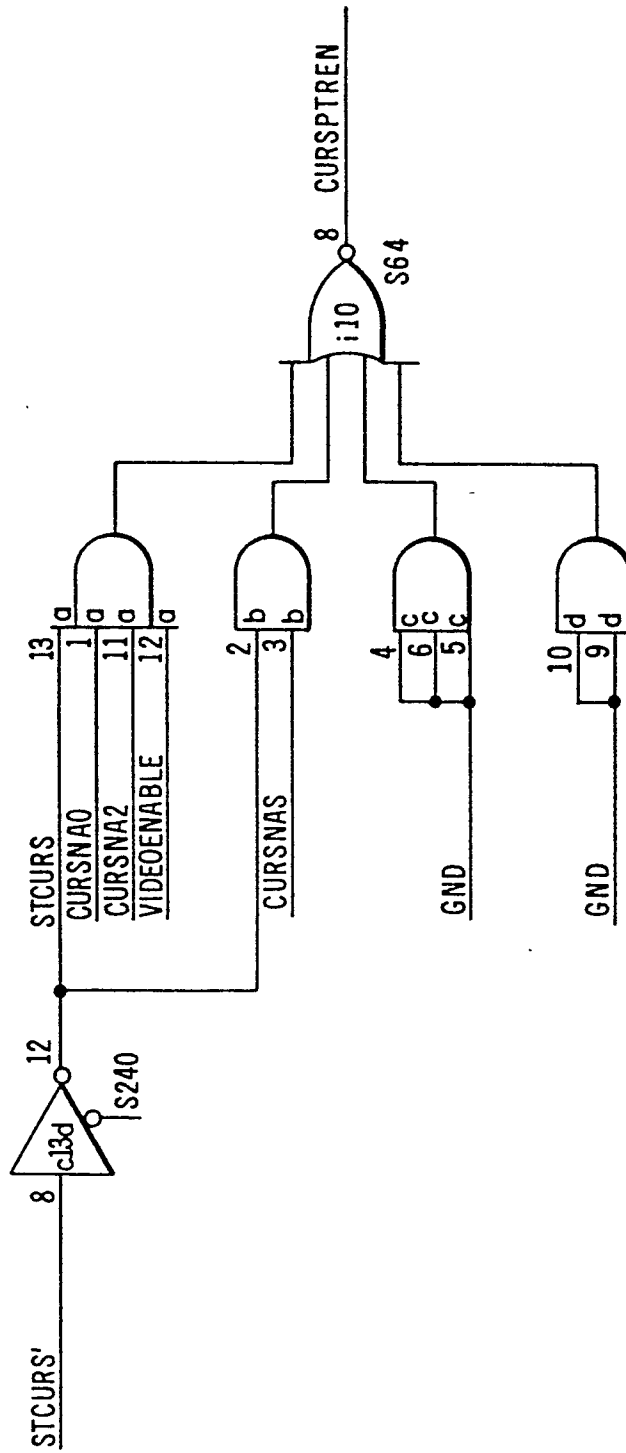 STCURS'
8
c13d
12
S240
STCURS
13
a
CURSNA0
1
a
CURSNA2
11
a
VIDEOENABLE
12
a
2
b
CURSNAS
3
b
4
c
6
c
5
c
GND
10
d
9
d
GND
i10
8
CURSPTREN
S64